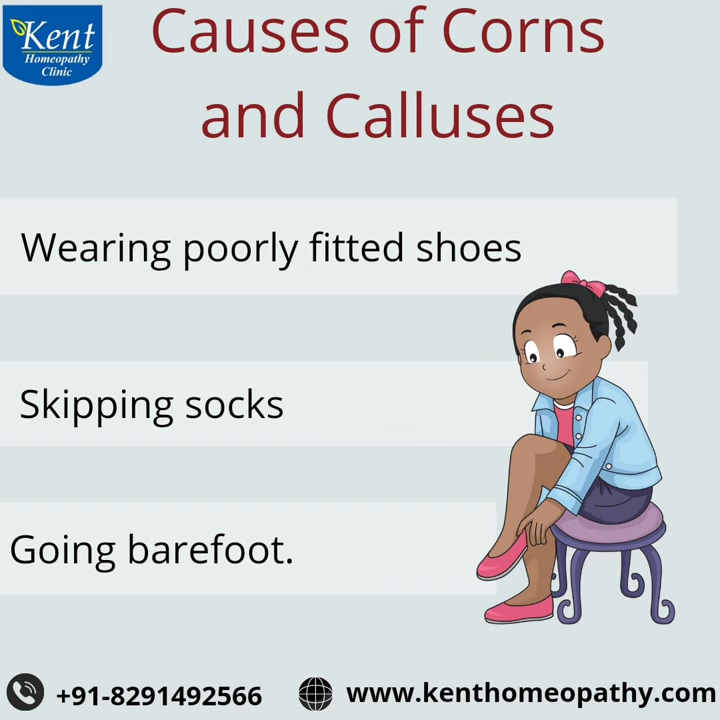 Kent
Homeopathy
Clinic
Causes of Corns
and Calluses
Wearing poorly fitted shoes
Skipping socks
Going barefoot.
+91-8291492566
www.kenthomeopathy.com